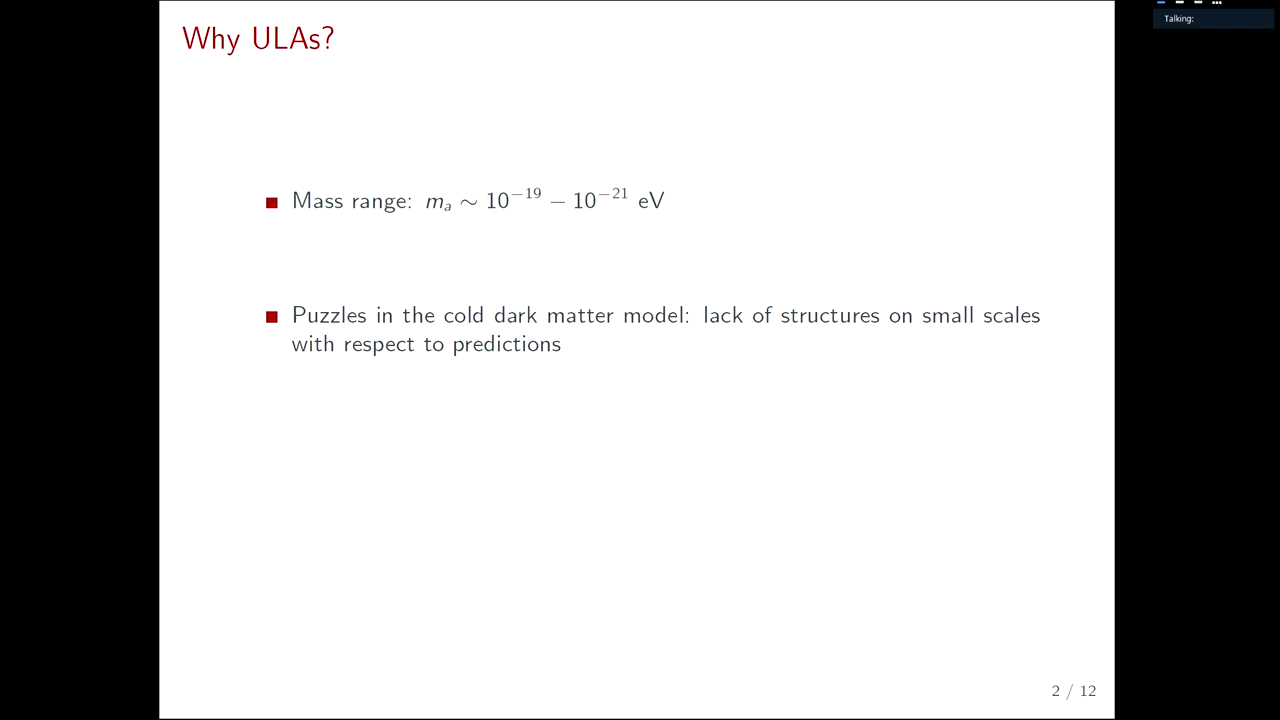 Why ULAs?
Talking:
Mass range: mₐ ∼ 10⁻¹⁹ − 10⁻²¹ eV
Puzzles in the cold dark matter model: lack of structures on small scales
with respect to predictions
2 / 12